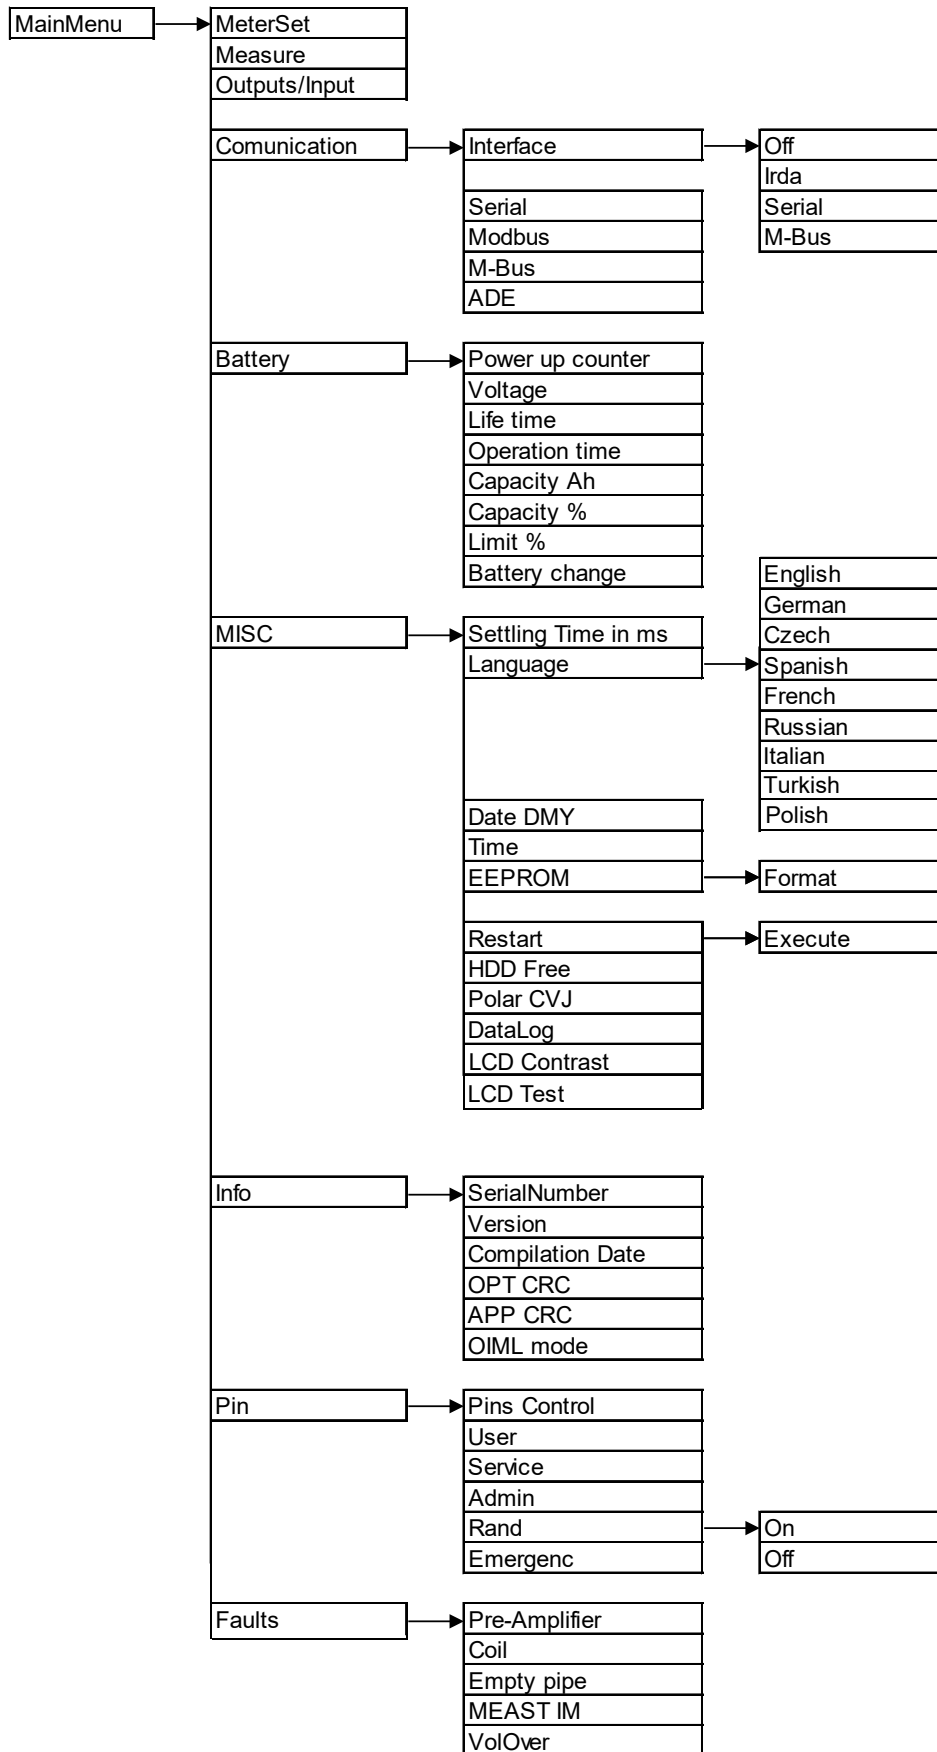 MainMenu
MeterSet
Measure
Outputs/Input
Comunication
Interface
Off
Irda
Serial
M-Bus
Serial
Modbus
M-Bus
ADE
Battery
Power up counter
Voltage
Life time
Operation time
Capacity Ah
Capacity %
Limit %
Battery change
MISC
Settling Time in ms
Language
English
German
Czech
Spanish
French
Russian
Italian
Turkish
Polish
Date DMY
Time
EEPROM
Format
Restart
Execute
HDD Free
Polar CVJ
DataLog
LCD Contrast
LCD Test
Info
SerialNumber
Version
Compilation Date
OPT CRC
APP CRC
OIML mode
Pin
Pins Control
User
Service
Admin
Rand
On
Off
Emergenc
Faults
Pre-Amplifier
Coil
Empty pipe
MEAST IM
VolOver